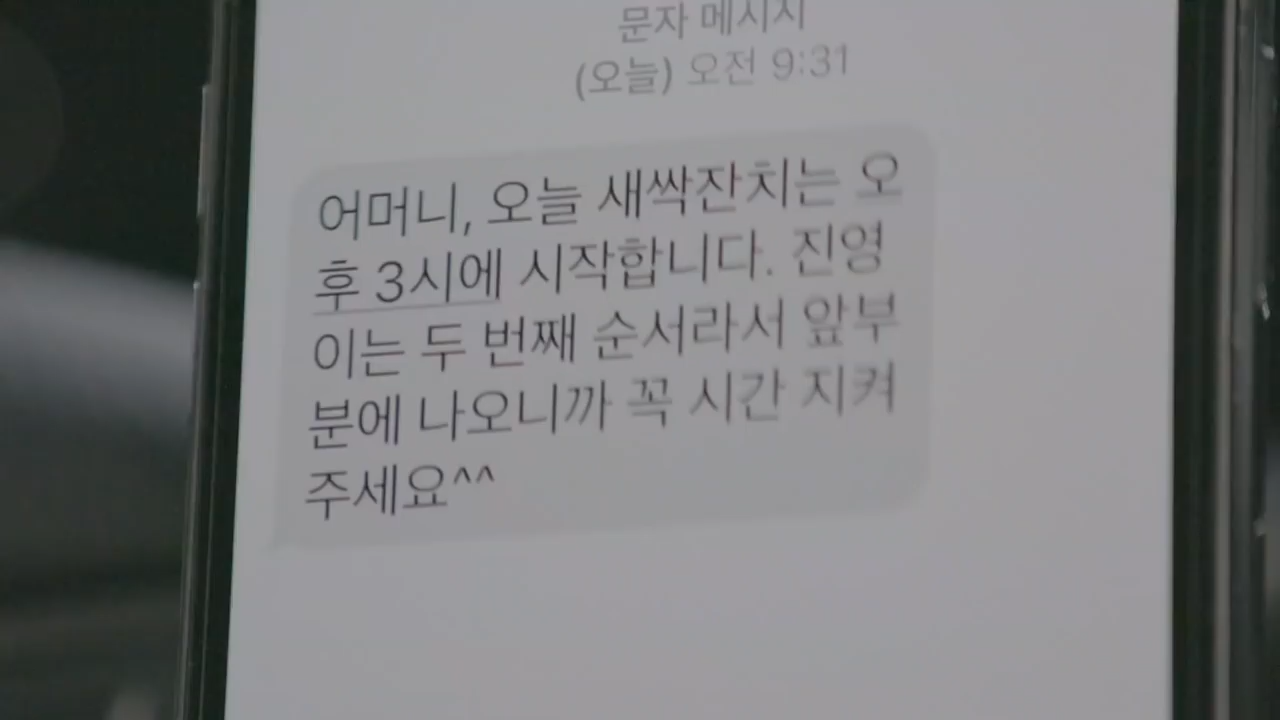 문자 메시지
(오늘) 오전 9:31
어머니, 오늘 새싹잔치는 오
후 3시에 시작합니다. 진영
이는 두 번째 순서라서 앞부
분에 나오니까 꼭 시간 지켜
주세요^^